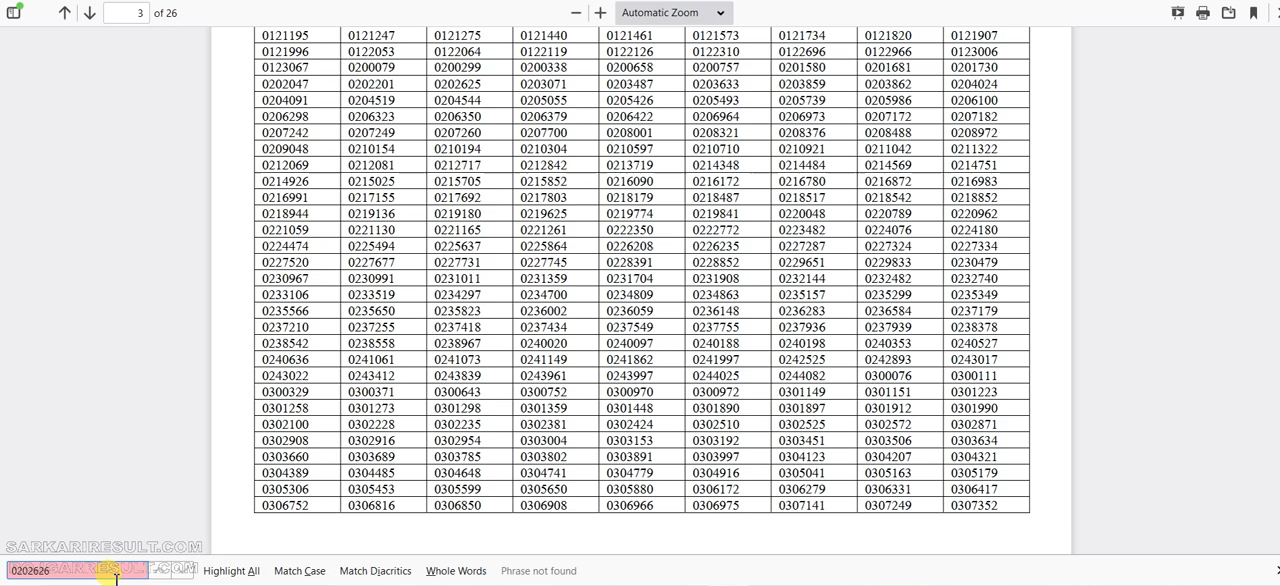 3 of 26 Automatic Zoom
0121195 0121247 0121275 0121440 0121461 0121573 0121734 0121820 0121907
0121996 0122053 0122064 0122119 0122126 0122310 0122696 0122966 0123006
0123067 0200079 0200299 0200338 0200658 0200757 0201580 0201681 0201730
0202047 0202201 0202625 0203071 0203487 0203633 0203859 0203862 0204024
0204091 0204519 0204544 0205055 0205426 0205493 0205739 0205986 0206100
0206298 0206323 0206350 0206379 0206422 0206964 0206973 0207172 0207182
0207242 0207249 0207260 0207700 0208001 0208321 0208376 0208488 0208972
0209048 0210154 0210194 0210304 0210597 0210710 0210921 0211042 0211322
0212069 0212081 0212717 0212842 0213719 0214348 0214484 0214569 0214751
0214926 0215025 0215705 0215852 0216090 0216172 0216780 0216872 0216983
0216991 0217155 0217692 0217803 0218179 0218487 0218517 0218542 0218852
0218944 0219136 0219180 0219625 0219774 0219841 0220048 0220789 0220962
0221059 0221130 0221165 0221261 0222350 0222772 0223482 0224076 0224180
0224474 0225494 0225637 0225864 0226208 0226235 0227287 0227324 0227334
0227520 0227677 0227731 0227745 0228391 0228852 0229651 0229833 0230479
0230967 0230991 0231011 0231359 0231704 0231908 0232144 0232482 0232740
0233106 0233519 0234297 0234700 0234809 0234863 0235157 0235299 0235349
0235566 0235650 0235823 0236002 0236059 0236148 0236283 0236584 0237179
0237210 0237255 0237418 0237434 0237549 0237755 0237936 0237939 0238378
0238542 0238558 0238967 0240020 0240097 0240188 0240198 0240353 0240527
0240636 0241061 0241073 0241149 0241862 0241997 0242525 0242893 0243017
0243022 0243412 0243839 0243961 0243997 0244025 0244082 0300076 0300111
0300329 0300371 0300643 0300752 0300970 0300972 0301149 0301151 0301223
0301258 0301273 0301298 0301359 0301448 0301890 0301897 0301912 0301990
0302100 0302228 0302235 0302381 0302424 0302510 0302525 0302572 0302871
0302908 0302916 0302954 0303004 0303153 0303192 0303451 0303506 0303634
0303660 0303689 0303785 0303802 0303891 0303997 0304123 0304207 0304321
0304389 0304485 0304648 0304741 0304779 0304916 0305041 0305163 0305179
0305306 0305453 0305599 0305650 0305880 0306172 0306279 0306331 0306417
0306752 0306816 0306850 0306908 0306966 0306975 0307141 0307249 0307352
SARKARIRESULT.COM
0202626 Highlight All Match Case Match Diacritics Whole Words Phrase not found